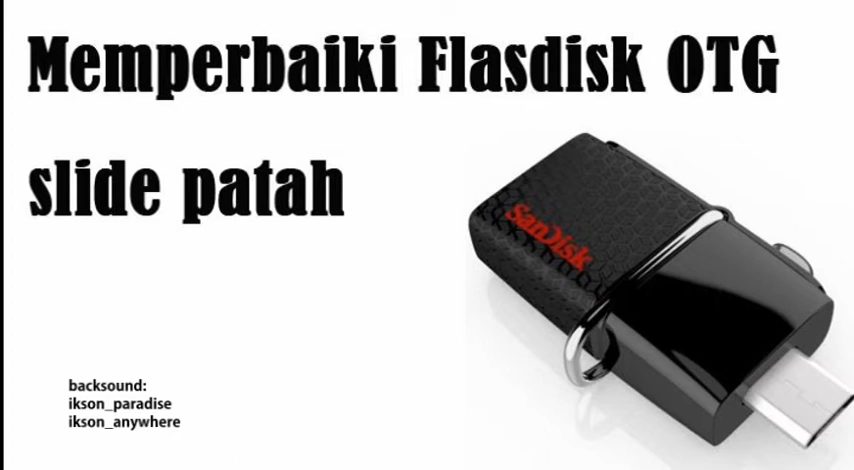 Memperbaiki Flasdisk OTG
slide patah
SanDisk
backsound:
ikson_paradise
ikson_anywhere